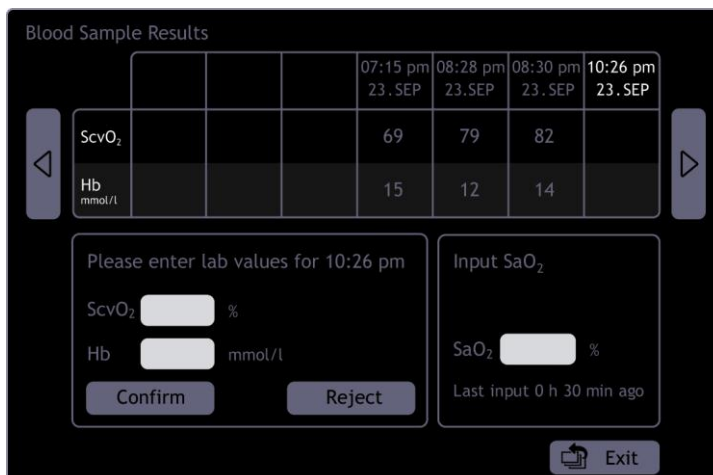 Blood Sample Results
07:15 pm 08:28 pm 08:30 pm 10:26 pm
23.SEP 23.SEP 23.SEP 23.SEP
ScvO₂ 69 79 82
Hb 15 12 14
mmol/l
Please enter lab values for 10:26 pm
ScvO₂ %
Hb mmol/l
Confirm Reject
Input SaO₂
SaO₂ %
Last input 0 h 30 min ago
Exit